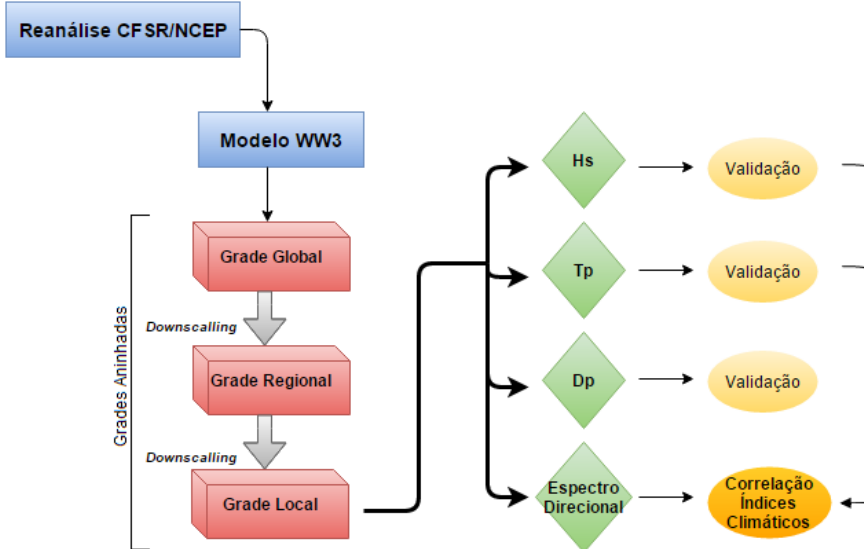 Reanálise CFSR/NCEP
Modelo WW3
Grades Aninhadas
Grade Global
Downscalling
Grade Regional
Downscalling
Grade Local
Hs
Validação
Tp
Validação
Dp
Validação
Espectro
Direcional
Correlação
Índices
Climáticos